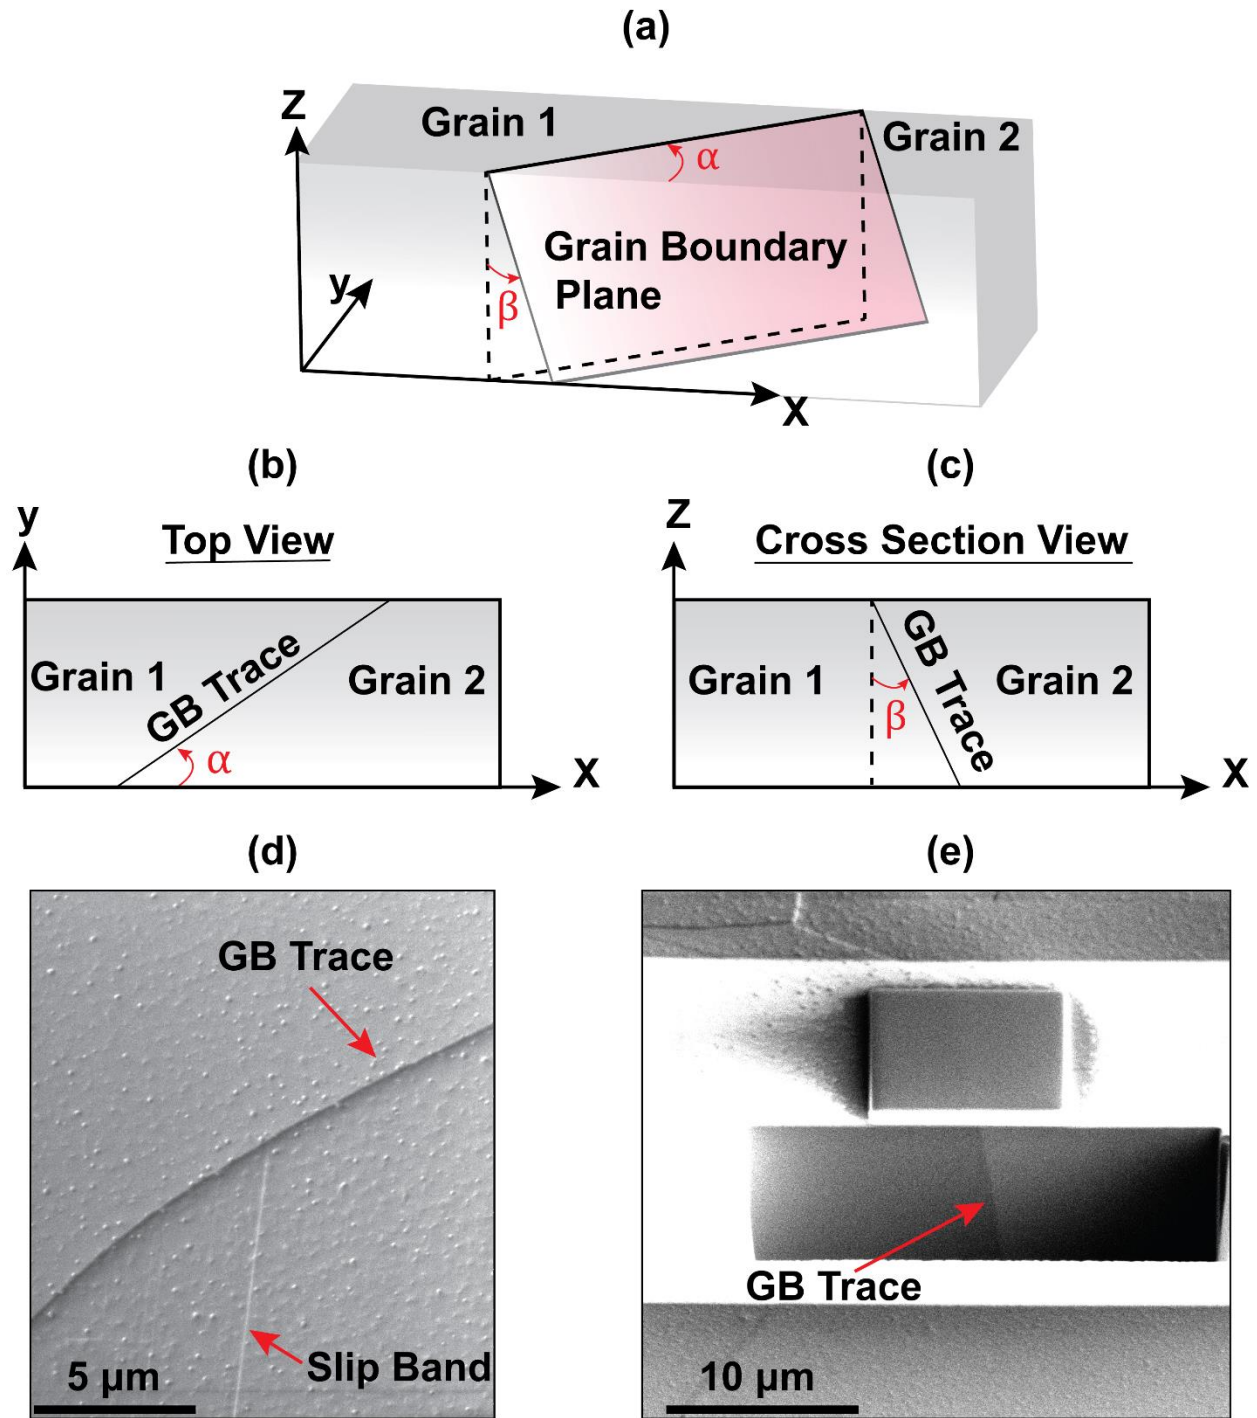 (a)
Z
Grain 1
Grain 2
α
Grain Boundary
Plane
y
β
X
(b)
(c)
y
Top View
Z
Cross Section View
Grain 1
GB Trace
Grain 2
α
X
Grain 1
β
GB Trace
Grain 2
X
(d)
(e)
GB Trace
Slip Band
5 µm
GB Trace
10 µm